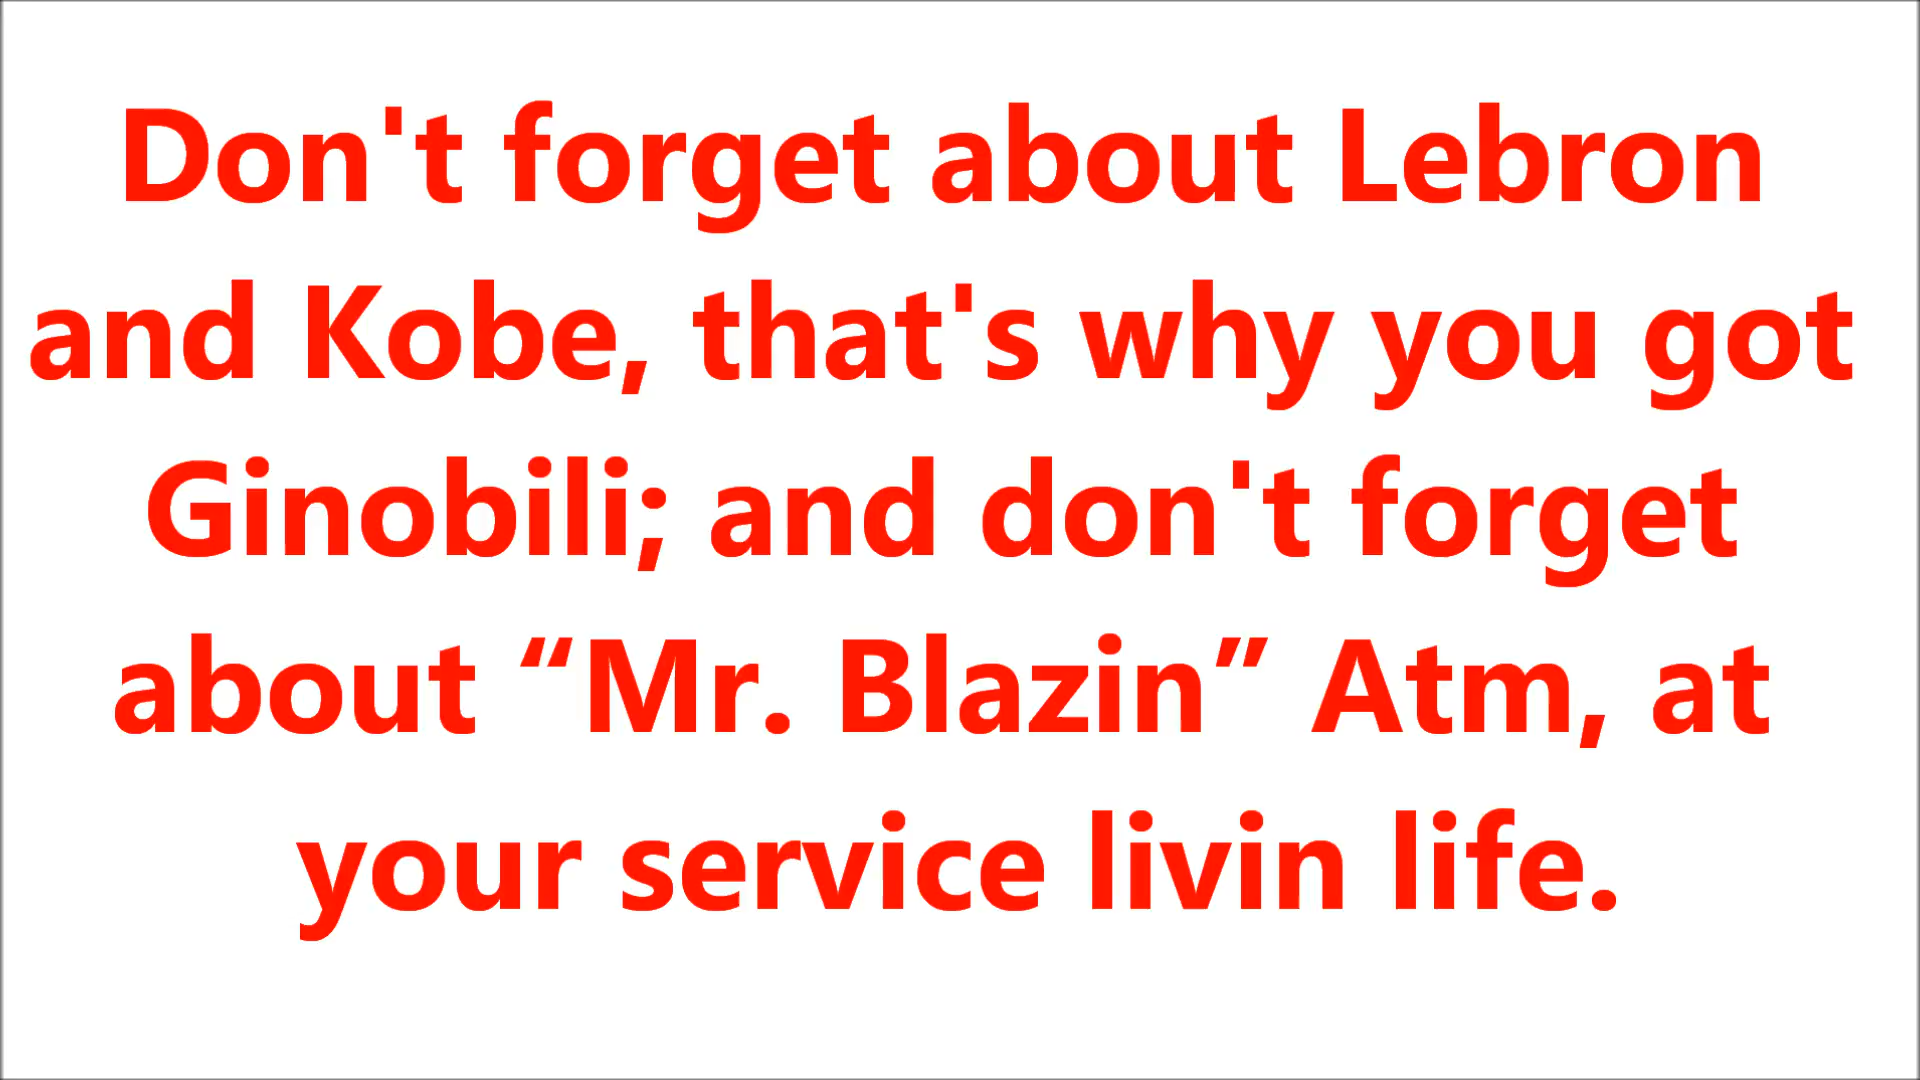 Don't forget about Lebron
and Kobe, that's why you got
Ginobili; and don't forget
about “Mr. Blazin” Atm, at
your service livin life.